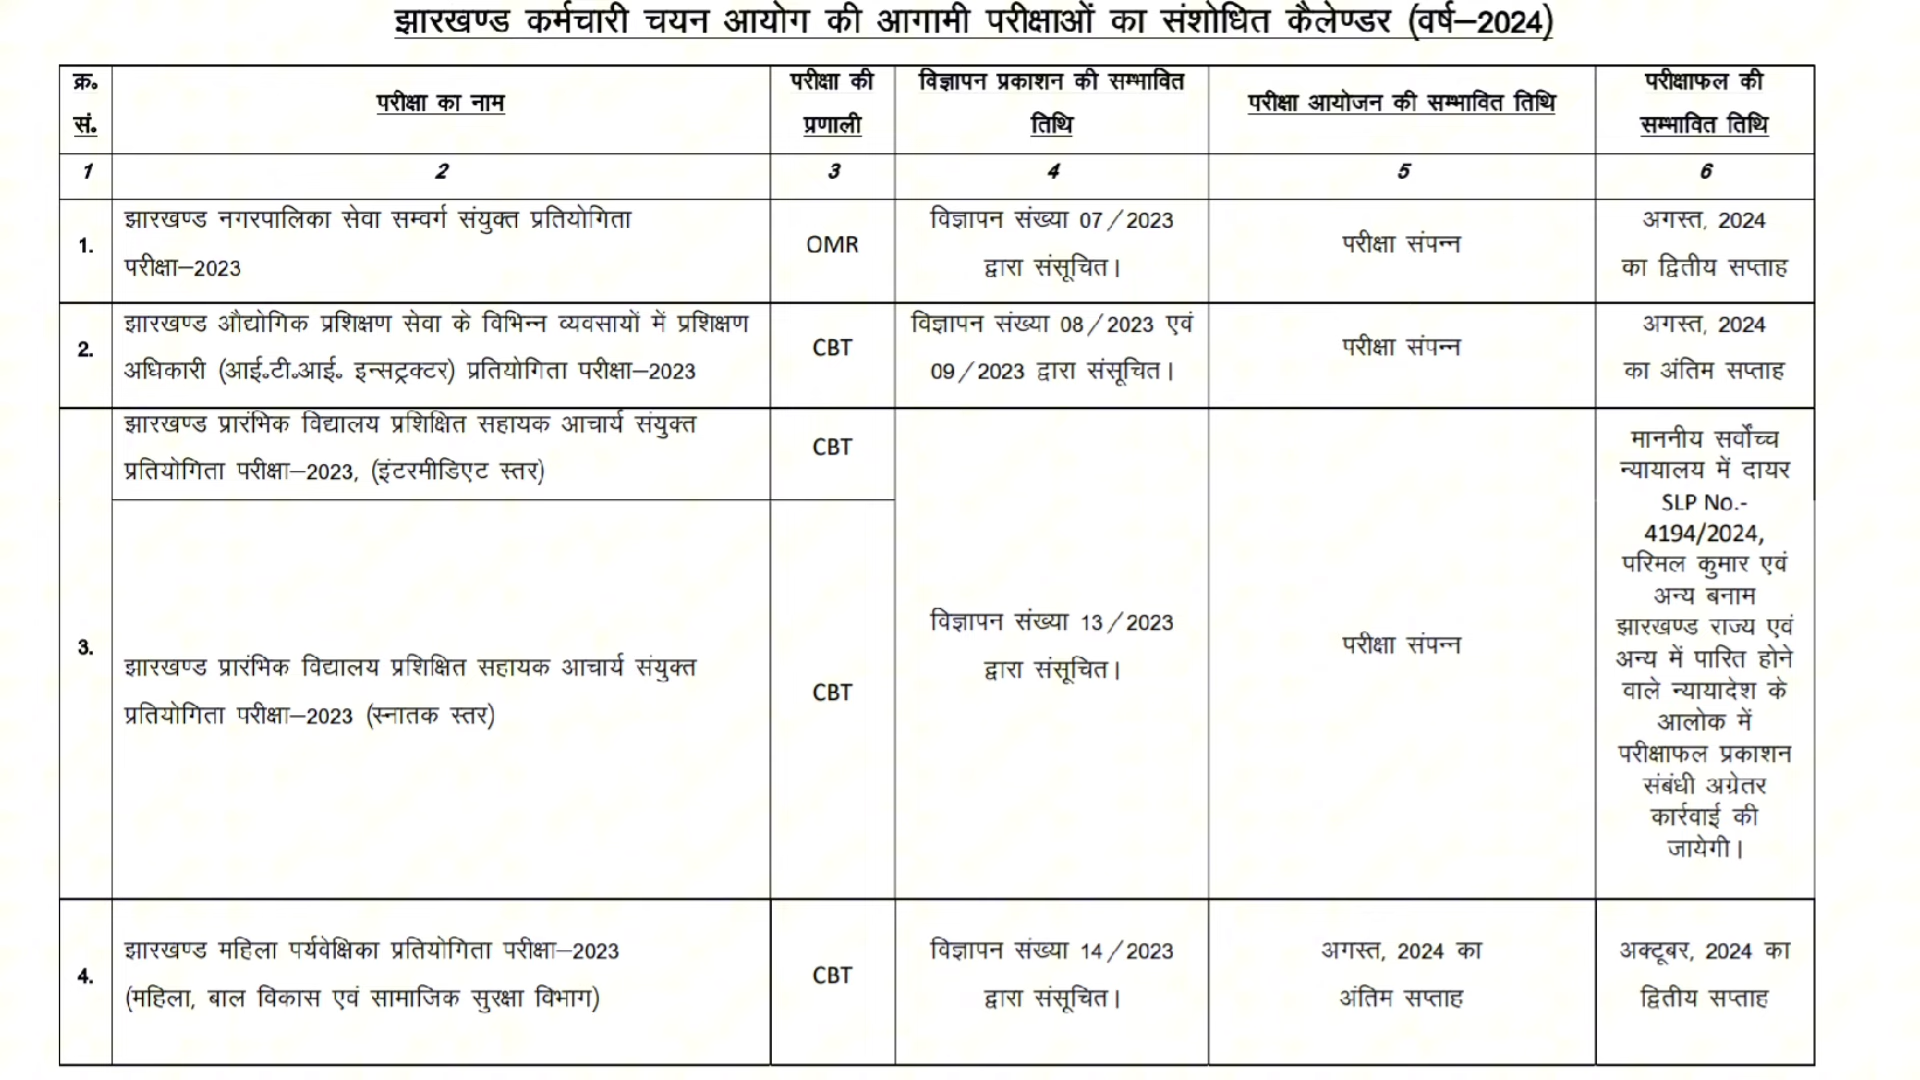 झारखण्ड कर्मचारी चयन आयोग की आगामी परीक्षाओं का संशोधित कैलेण्डर (वर्ष–2024)
क्र॰
सं॰
परीक्षा का नाम
परीक्षा की
प्रणाली
विज्ञापन प्रकाशन की सम्भावित
तिथि
परीक्षा आयोजन की सम्भावित तिथि
परीक्षाफल की
सम्भावित तिथि
1 2 3 4 5 6
1.
झारखण्ड नगरपालिका सेवा सम्वर्ग संयुक्त प्रतियोगिता
परीक्षा–2023
OMR
विज्ञापन संख्या 07/2023
द्वारा संसूचित।
परीक्षा संपन्न
अगस्त, 2024
का द्वितीय सप्ताह
2.
झारखण्ड औद्योगिक प्रशिक्षण सेवा के विभिन्न व्यवसायों में प्रशिक्षण
अधिकारी (आई॰टी॰आई॰ इन्सट्रक्टर) प्रतियोगिता परीक्षा–2023
CBT
विज्ञापन संख्या 08/2023 एवं
09/2023 द्वारा संसूचित।
परीक्षा संपन्न
अगस्त, 2024
का अंतिम सप्ताह
3.
झारखण्ड प्रारंभिक विद्यालय प्रशिक्षित सहायक आचार्य संयुक्त
प्रतियोगिता परीक्षा–2023, (इंटरमीडिएट स्तर)
CBT
झारखण्ड प्रारंभिक विद्यालय प्रशिक्षित सहायक आचार्य संयुक्त
प्रतियोगिता परीक्षा–2023 (स्नातक स्तर)
CBT
विज्ञापन संख्या 13/2023
द्वारा संसूचित।
परीक्षा संपन्न
माननीय सर्वोच्च
न्यायालय में दायर
SLP No.-
4194/2024,
परिमल कुमार एवं
अन्य बनाम
झारखण्ड राज्य एवं
अन्य में पारित होने
वाले न्यायादेश के
आलोक में
परीक्षाफल प्रकाशन
संबंधी अग्रेतर
कार्रवाई की
जायेगी।
4.
झारखण्ड महिला पर्यवेक्षिका प्रतियोगिता परीक्षा–2023
(महिला, बाल विकास एवं सामाजिक सुरक्षा विभाग)
CBT
विज्ञापन संख्या 14/2023
द्वारा संसूचित।
अगस्त, 2024 का
अंतिम सप्ताह
अक्टूबर, 2024 का
द्वितीय सप्ताह